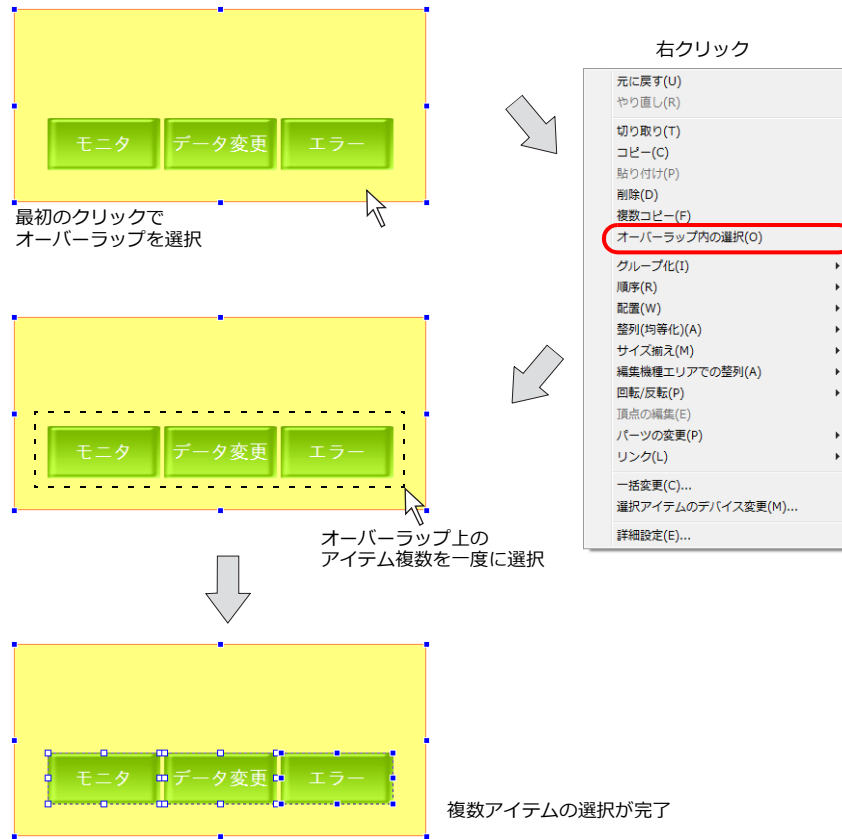 モニタ
データ変更
エラー
最初のクリックで
オーバーラップを選択
右クリック
元に戻す(U)
やり直し(R)
切り取り(T)
コピー(C)
貼り付け(P)
削除(D)
複数コピー(F)
オーバーラップ内の選択(O)
グループ化(I)
順序(R)
配置(W)
整列(均等化)(A)
サイズ揃え(M)
編集機種エリアでの整列(A)
回転/反転(P)
頂点の編集(E)
パーツの変更(P)
リンク(L)
一括変更(C)...
選択アイテムのデバイス変更(M)...
詳細設定(E)...
モニタ
データ変更
エラー
オーバーラップ上の
アイテム複数を一度に選択
モニタ
データ変更
エラー
複数アイテムの選択が完了